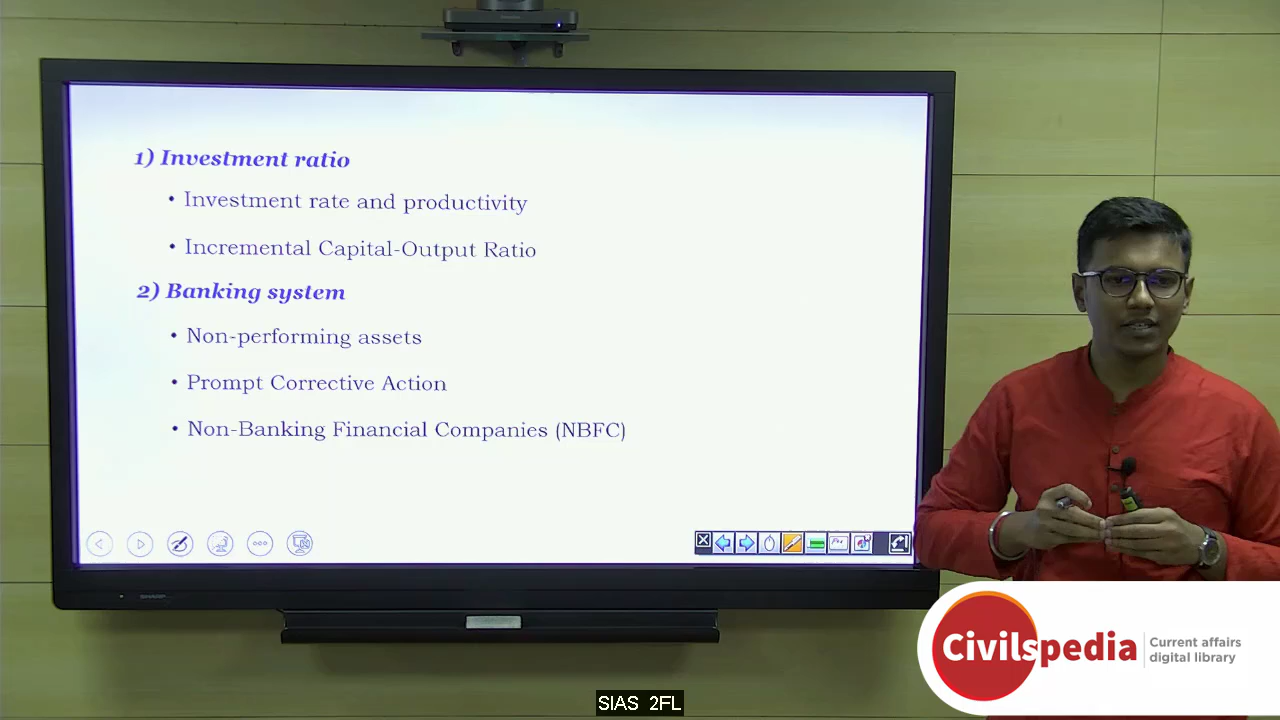 1) Investment ratio
• Investment rate and productivity
• Incremental Capital-Output Ratio
2) Banking system
• Non-performing assets
• Prompt Corrective Action
• Non-Banking Financial Companies (NBFC)
SHARP
Civilspedia
Current affairs
digital library
SIAS 2FL